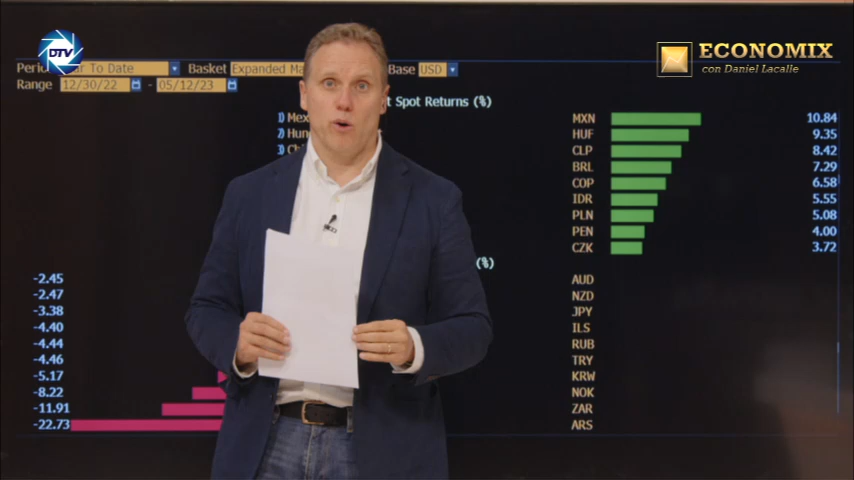 DTV
ECONOMIX
con Daniel Lacalle
To Date Basket Expanded Base USD
Range 12/30/22 - 05/12/23
Spot Returns (%)
1) MXN 10.84
2) HUF 9.35
3) CLP 8.42
BRL 7.29
COP 6.58
IDR 5.55
PLN 5.08
PEN 4.00
CZK 3.72
(%)
-2.45 AUD
-2.47 NZD
-3.38 JPY
-4.40 ILS
-4.44 RUB
-4.46 TRY
-5.17 KRW
-8.22 NOK
-11.91 ZAR
-22.73 ARS